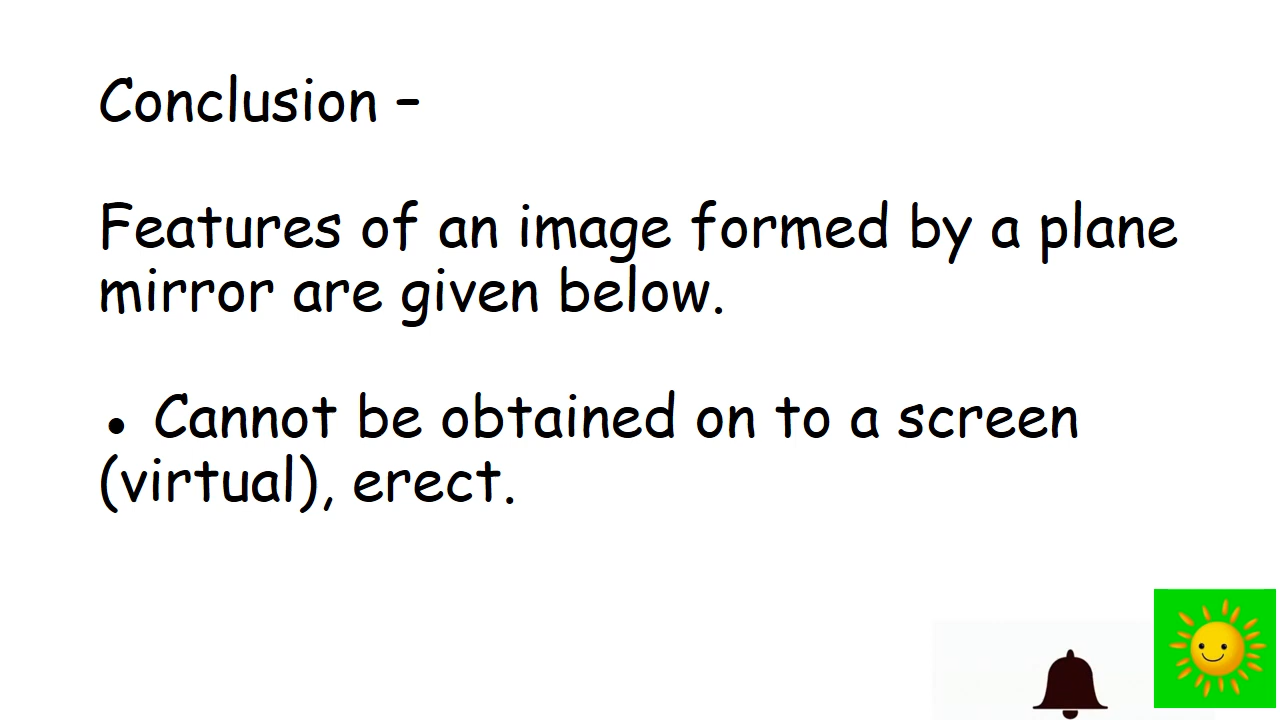 Conclusion –
Features of an image formed by a plane
mirror are given below.
● Cannot be obtained on to a screen
(virtual), erect.